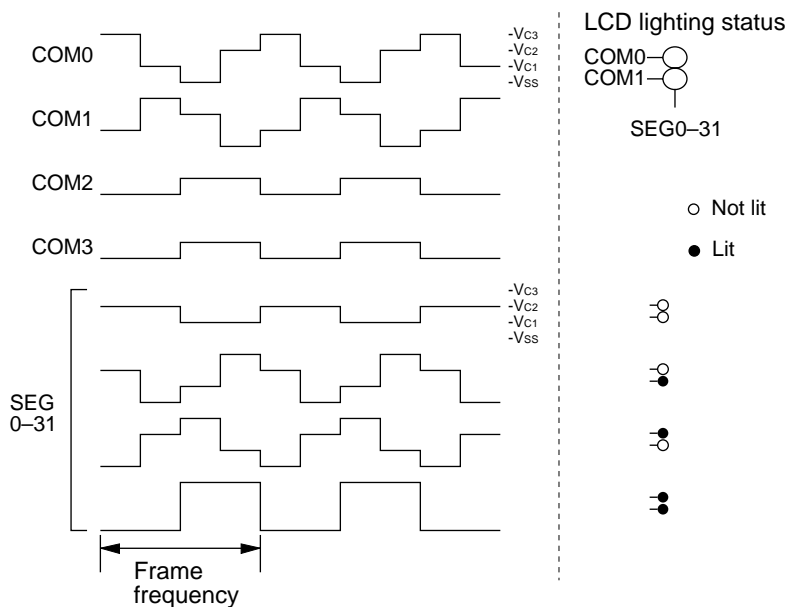 COM0
-VC3
-VC2
-VC1
-VSS
COM1
COM2
COM3
-VC3
-VC2
-VC1
-VSS
SEG
0–31
Frame
frequency
LCD lighting status
COM0
COM1
SEG0–31
Not lit
Lit